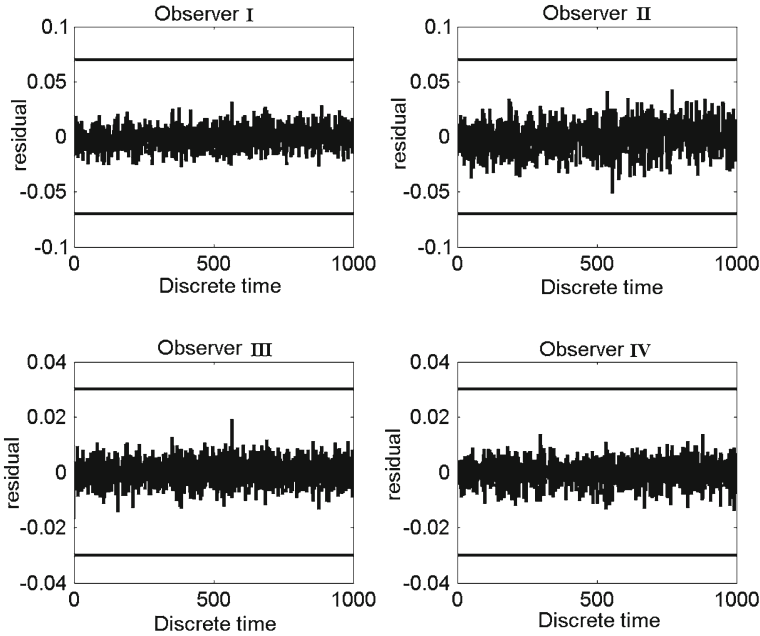 Observer I
0.1
0.05
0
-0.05
-0.1
residual
0
500
1000
Discrete time
Observer II
0.1
0.05
0
-0.05
-0.1
residual
0
500
1000
Discrete time
Observer III
0.04
0.02
0
-0.02
-0.04
residual
0
500
1000
Discrete time
Observer IV
0.04
0.02
0
-0.02
-0.04
residual
0
500
1000
Discrete time